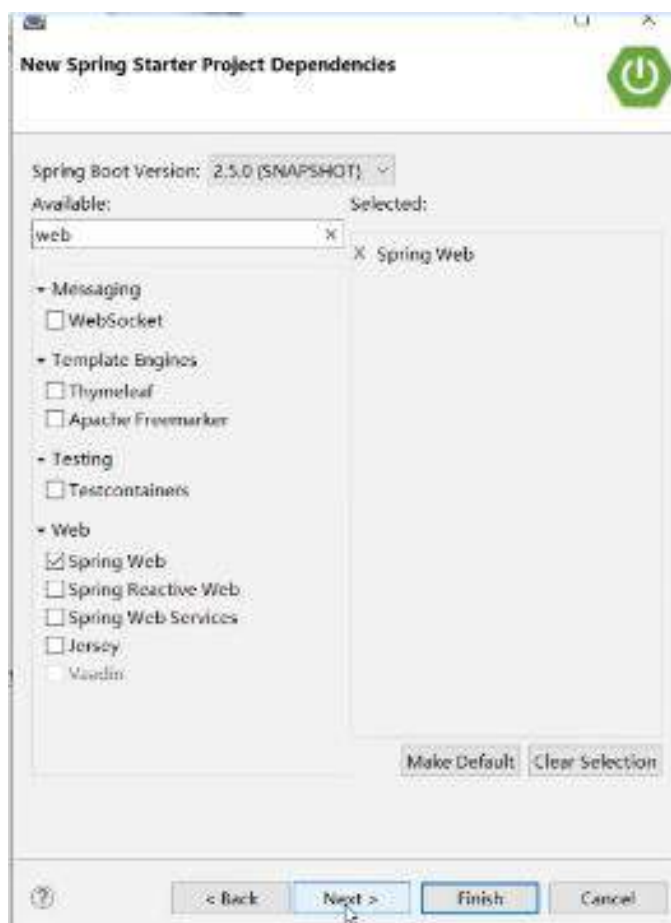 New Spring Starter Project Dependencies
Spring Boot Version: 2.5.0 (SNAPSHOT)
Available:
Selected:
web
Spring Web
Messaging
WebSocket
Template Engines
Thymeleaf
Apache Freemarker
Testing
Testcontainers
Web
Spring Web
Spring Reactive Web
Spring Web Services
Jersey
Vaadin
Make Default Clear Selection
< Back Next > Finish Cancel